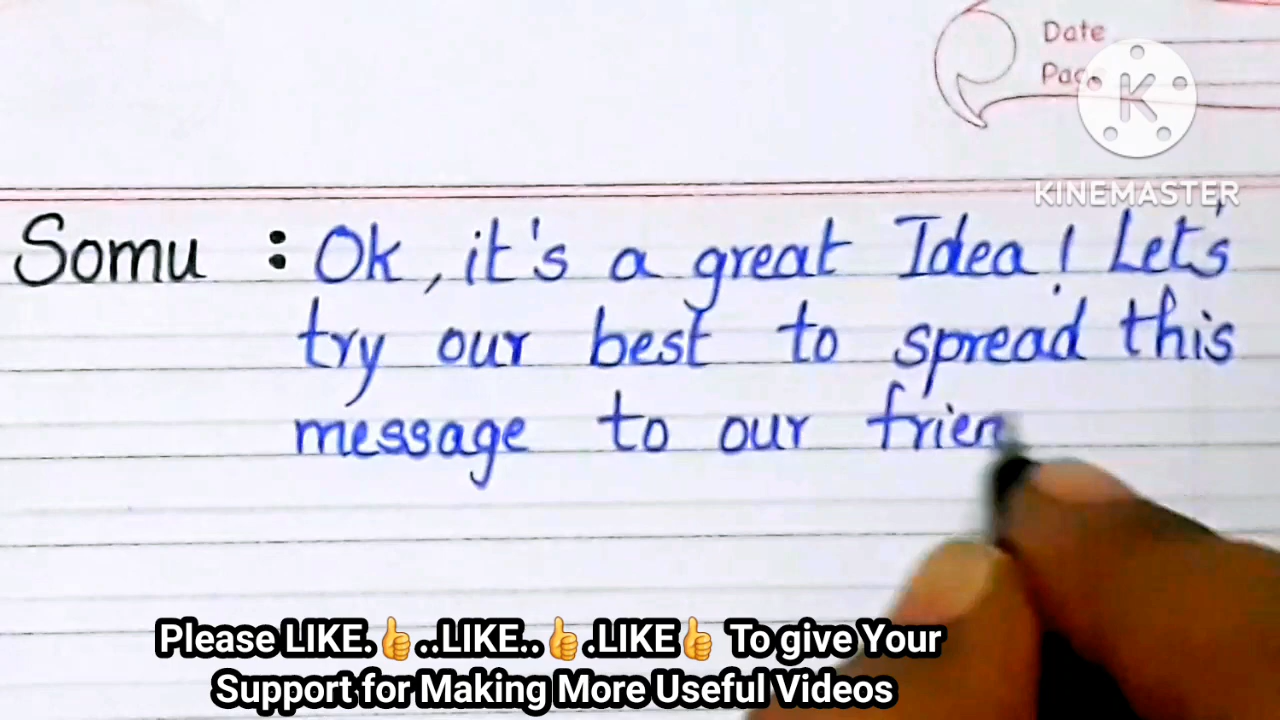 Date
Page
KINEMASTER
Somu : Ok, it's a great Idea! Let's
try our best to spread this
message to our frien
Please LIKE.👍..LIKE..👍.LIKE👍 To give Your
Support for Making More Useful Videos